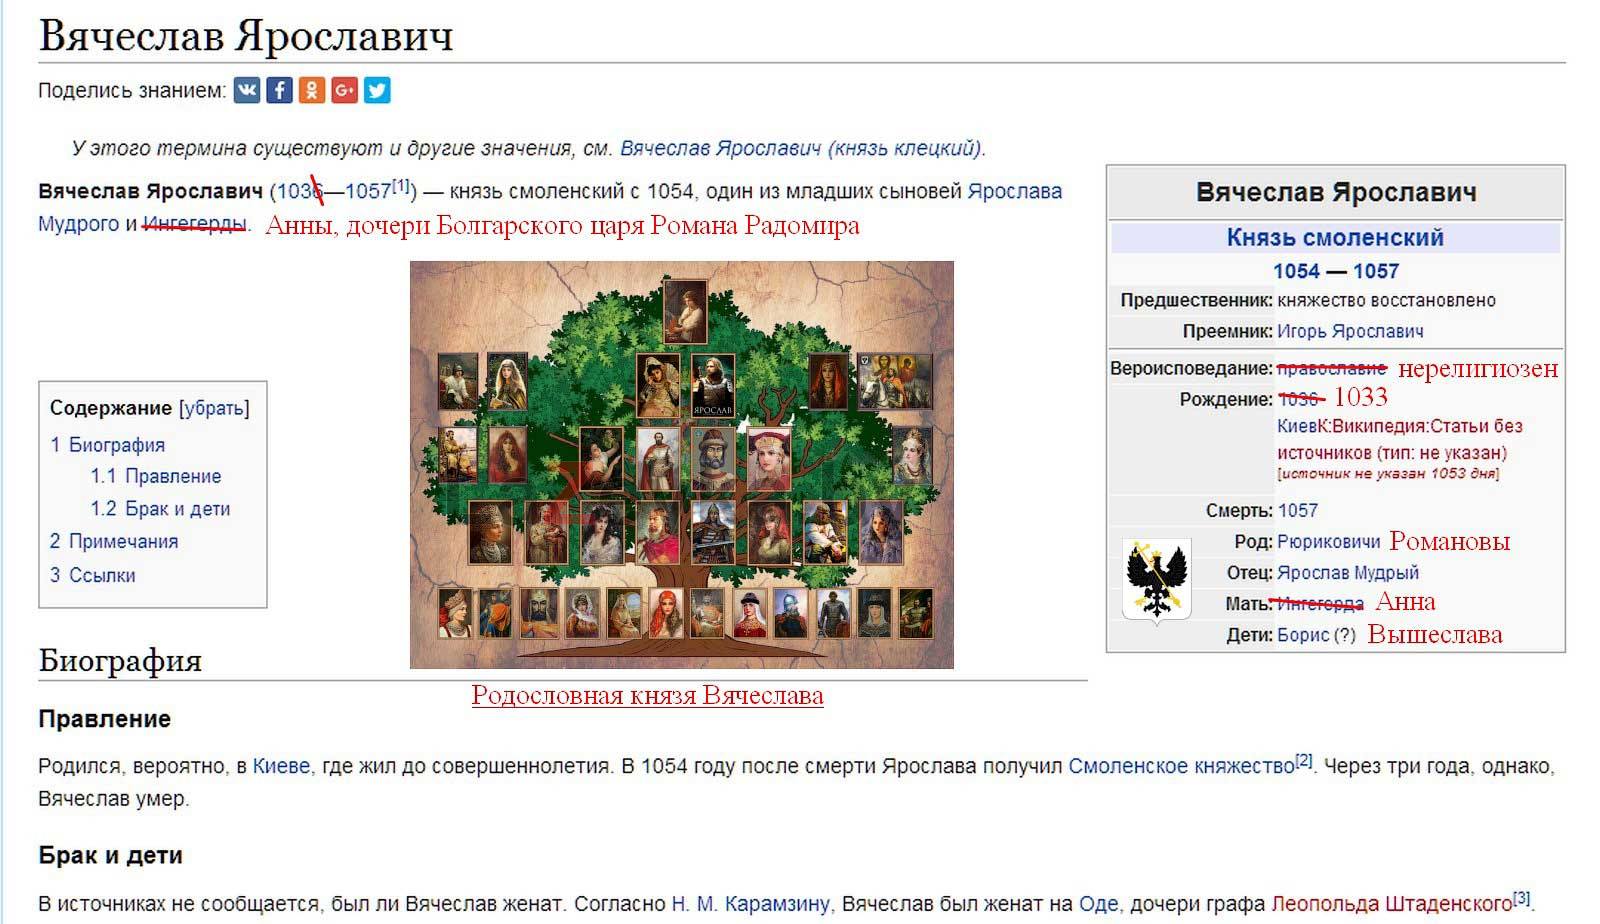 Вячеслав Ярославич
Поделись знанием:
У этого термина существуют и другие значения, см. Вячеслав Ярославич (князь клецкий).
Вячеслав Ярославич (1036—1057[1]) — князь смоленский с 1054, один из младших сыновей Ярослава
Мудрого и Ингегерды. Анны, дочери Болгарского царя Романа Радомира
ЯРОСЛАВ
Родословная князя Вячеслава
Содержание [убрать]
1 Биография
1.1 Правление
1.2 Брак и дети
2 Примечания
3 Ссылки
Вячеслав Ярославич
Князь смоленский
1054 — 1057
Предшественник: княжество восстановлено
Преемник: Игорь Ярославич
Вероисповедание: православие нерелигиозен
Рождение: 1036 1033
КиевК:Википедия:Статьи без
источников (тип: не указан)
[источник не указан 1053 дня]
Смерть: 1057
Род: Рюриковичи Романовы
Отец: Ярослав Мудрый
Мать: Ингегерда Анна
Дети: Борис (?) Вышеслава
Биография
Правление
Родился, вероятно, в Киеве, где жил до совершеннолетия. В 1054 году после смерти Ярослава получил Смоленское княжество[2]. Через три года, однако,
Вячеслав умер.
Брак и дети
В источниках не сообщается, был ли Вячеслав женат. Согласно Н. М. Карамзину, Вячеслав был женат на Оде, дочери графа Леопольда Штаденского[3].